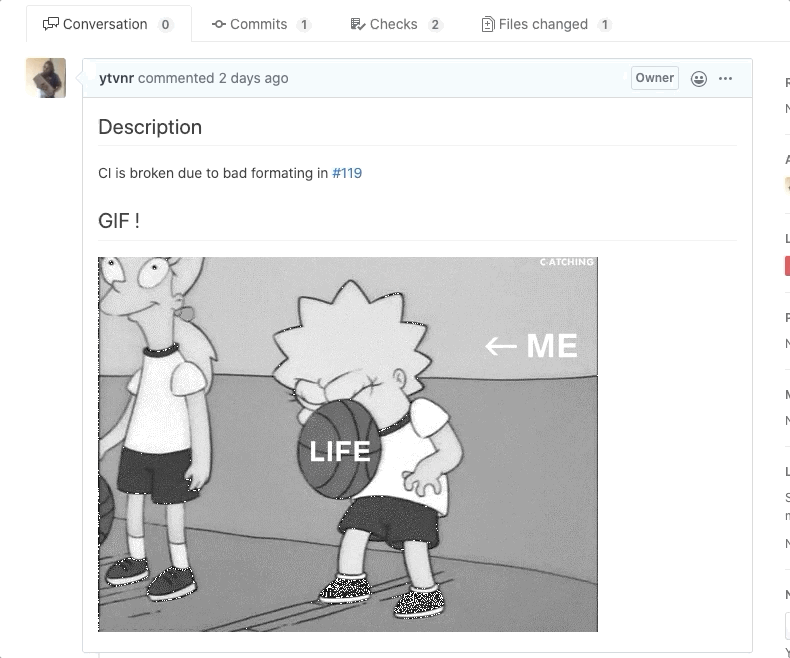 Conversation 0 Commits 1 Checks 2 Files changed 1
ytvnr commented 2 days ago Owner
Description
CI is broken due to bad formating in #119
GIF !
C ATCHING
← ME
LIFE